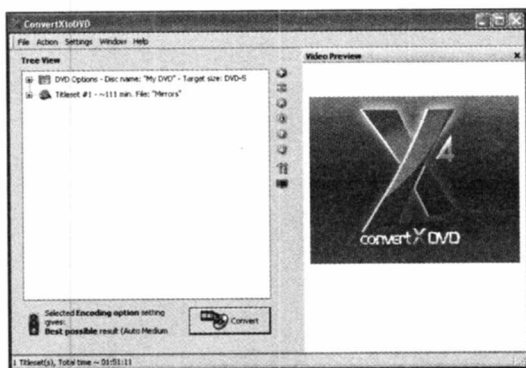 ConvertXtoDVD
File Action Settings Window Help
Tree View
Video Preview
DVD Options - Disc name: "My DVD" - Target size: DVD-5
Titleset #1 - ~111 min. File: "Mirrors"
4
convertX DVD
Selected Encoding option setting
gives:
Best possible result (Auto Medium
Convert
1 Titleset(s), Total time ~ 01:51:11